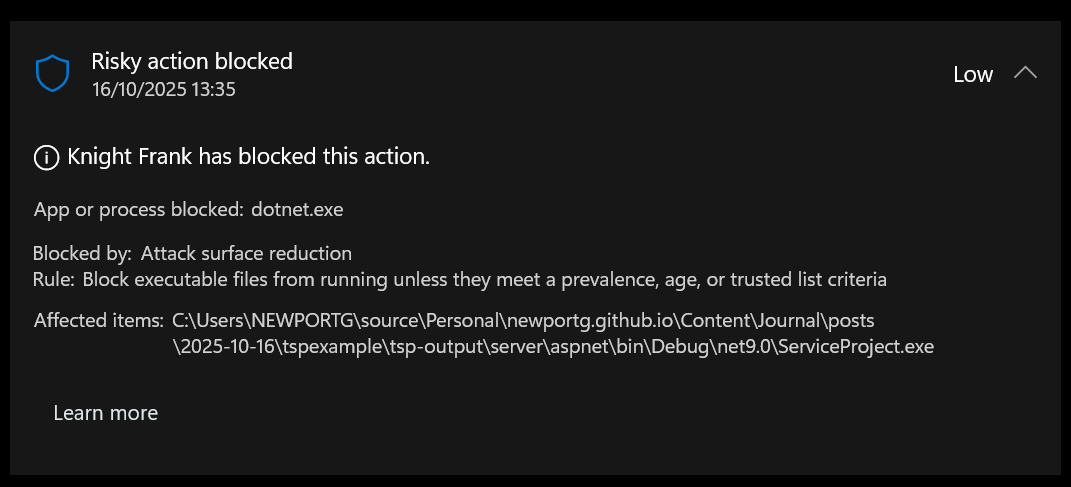 Risky action blocked
16/10/2025 13:35
Low
Knight Frank has blocked this action.
App or process blocked: dotnet.exe
Blocked by: Attack surface reduction
Rule: Block executable files from running unless they meet a prevalence, age, or trusted list criteria
Affected items: C:\Users\NEWPORTG\source\Personal\newportg.github.io\Content\Journal\posts
\2025-10-16\tspexample\tsp-output\server\aspnet\bin\Debug\net9.0\ServiceProject.exe
Learn more